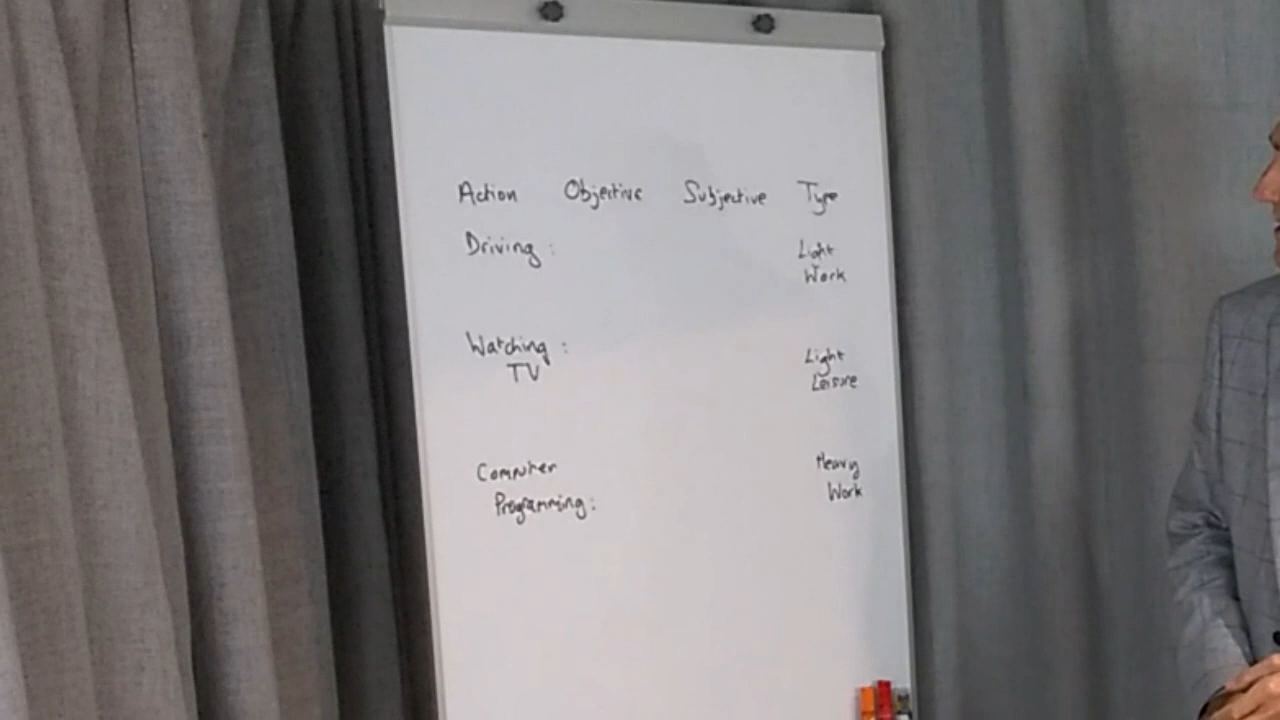 Action Objective Subjective Type
Driving : Light
Work
Watching : Light
TV Leisure
Computer Heavy
Programming : Work